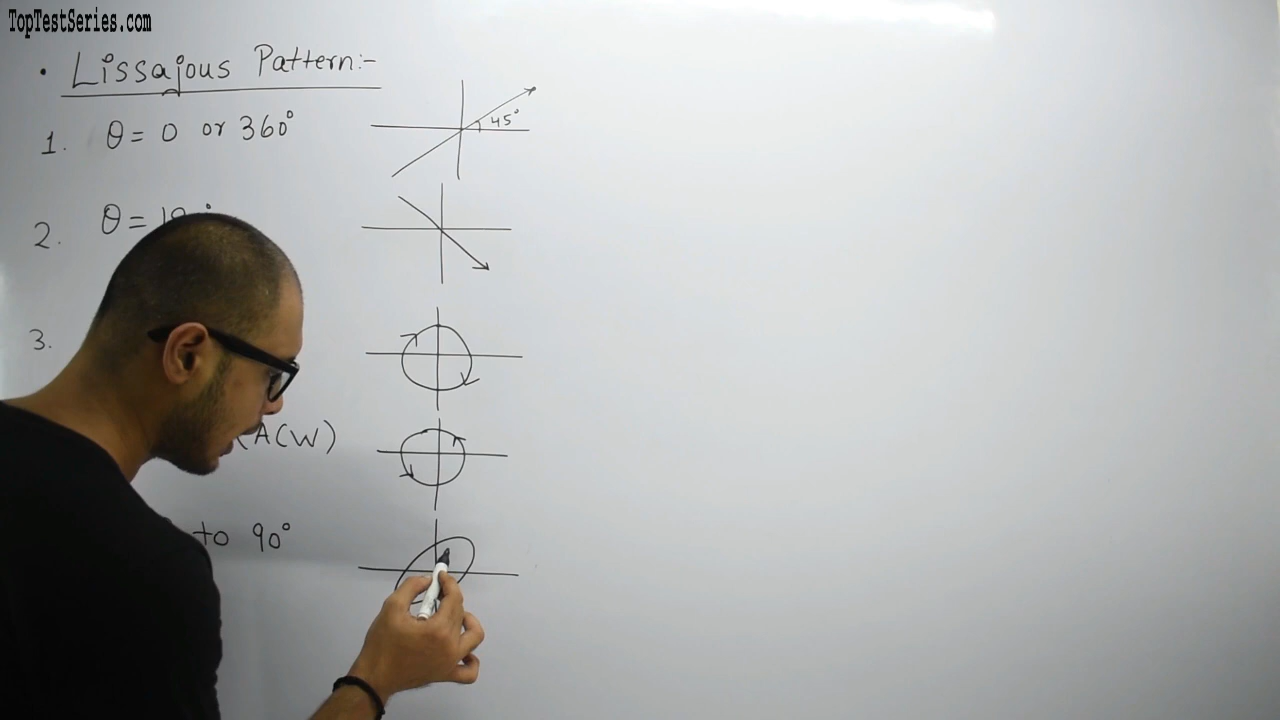 TopTestSeries.com
• Lissajous Pattern:-
1. θ = 0 or 360°
45°
2. θ =
3.
(ACW)
to 90°